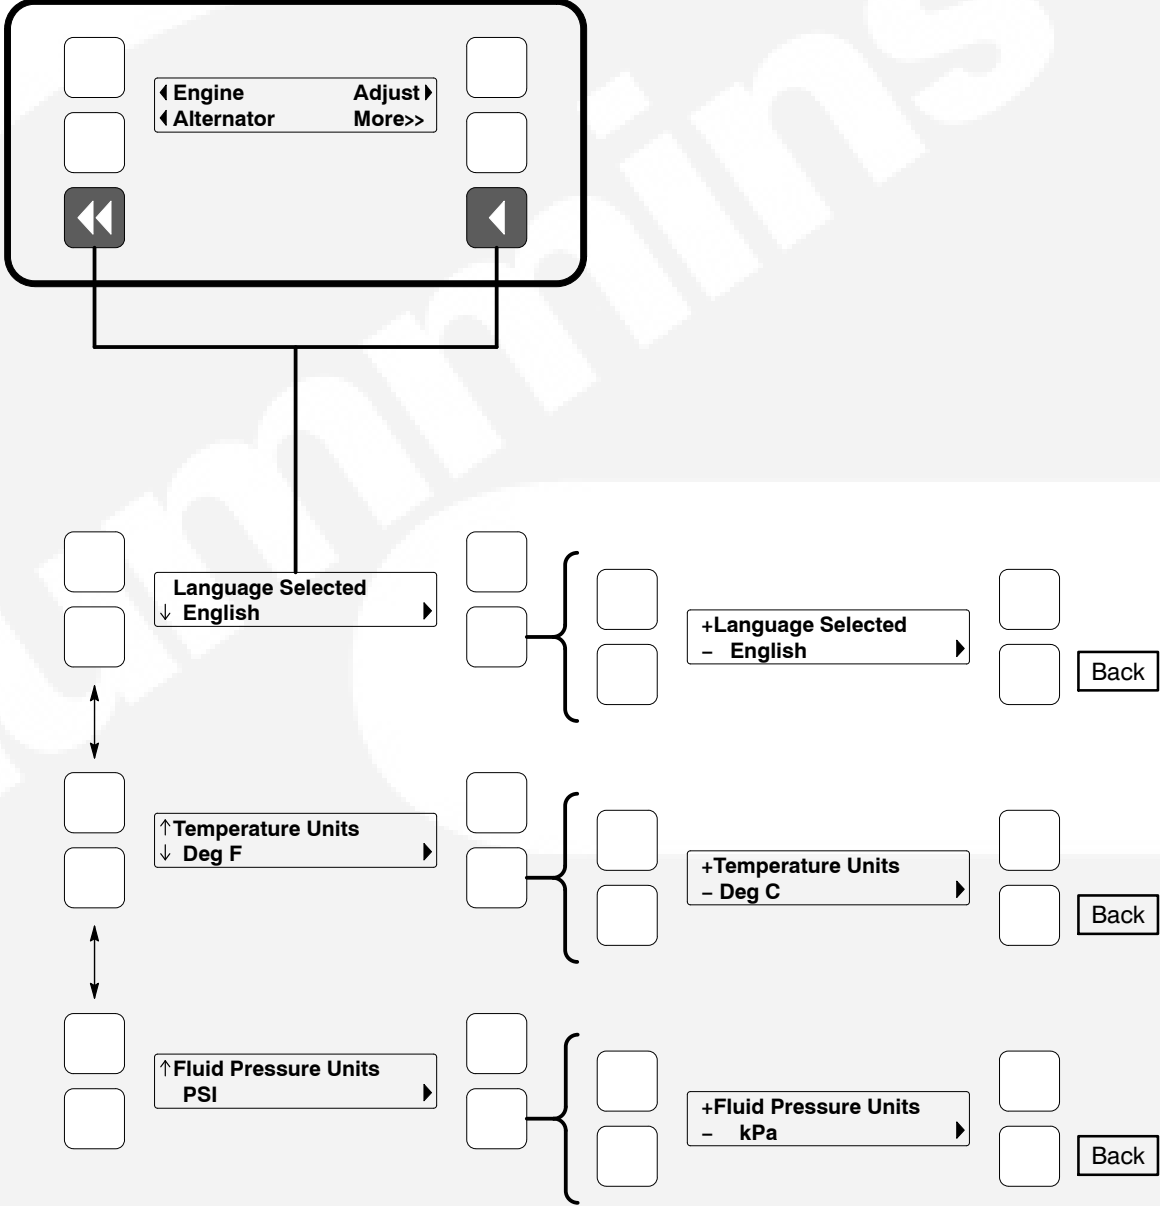 ◀Engine Adjust▶
◀Alternator More>>
Language Selected
↓ English ▶
+Language Selected
– English ▶
Back
↑Temperature Units
↓ Deg F ▶
+Temperature Units
– Deg C ▶
Back
↑Fluid Pressure Units
PSI ▶
+Fluid Pressure Units
– kPa ▶
Back